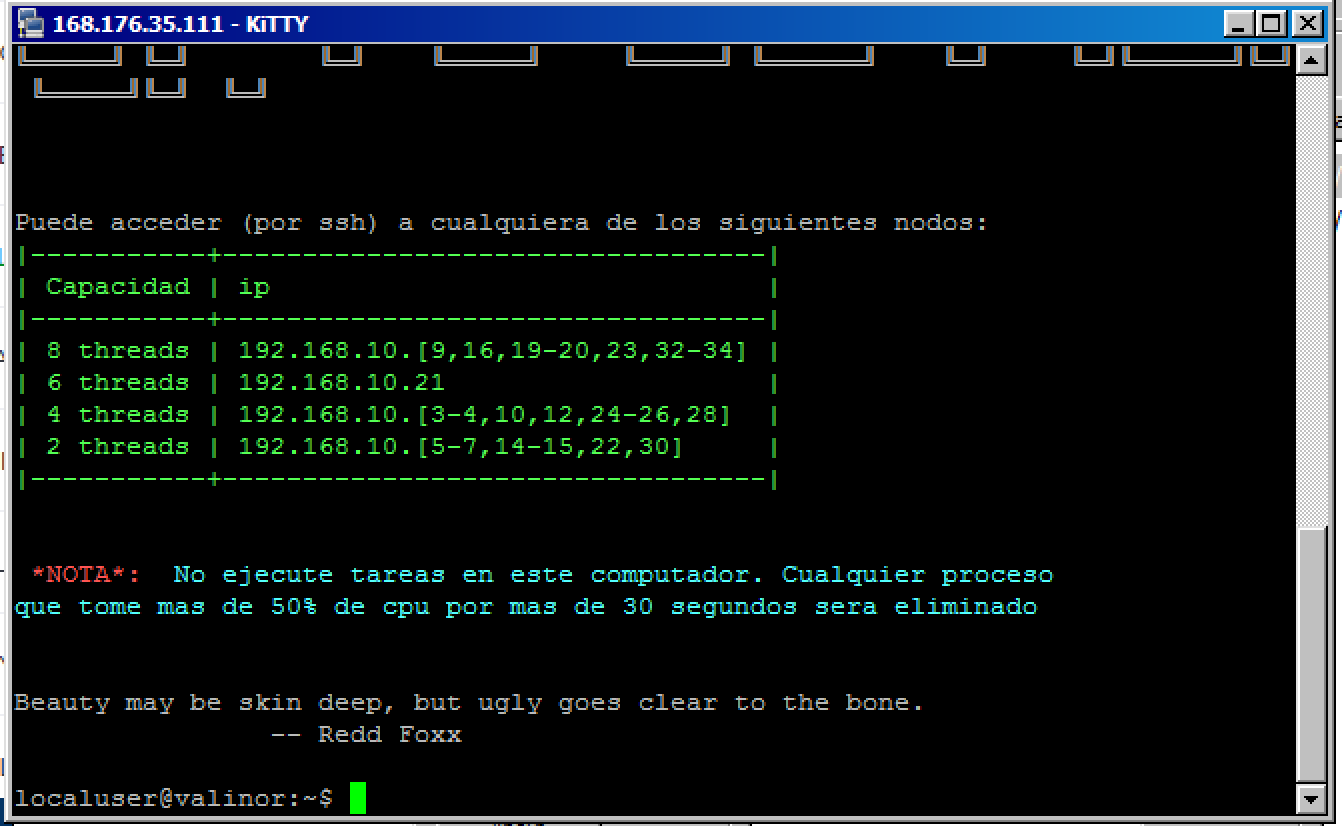 168.176.35.111 - KiTTY
Puede acceder (por ssh) a cualquiera de los siguientes nodos:
|-----------+----------------------------------|
| Capacidad | ip |
|-----------+----------------------------------|
| 8 threads | 192.168.10.[9,16,19-20,23,32-34] |
| 6 threads | 192.168.10.21 |
| 4 threads | 192.168.10.[3-4,10,12,24-26,28] |
| 2 threads | 192.168.10.[5-7,14-15,22,30] |
|-----------+----------------------------------|
*NOTA*: No ejecute tareas en este computador. Cualquier proceso
que tome mas de 50% de cpu por mas de 30 segundos sera eliminado
Beauty may be skin deep, but ugly goes clear to the bone.
-- Redd Foxx
localuser@valinor:~$